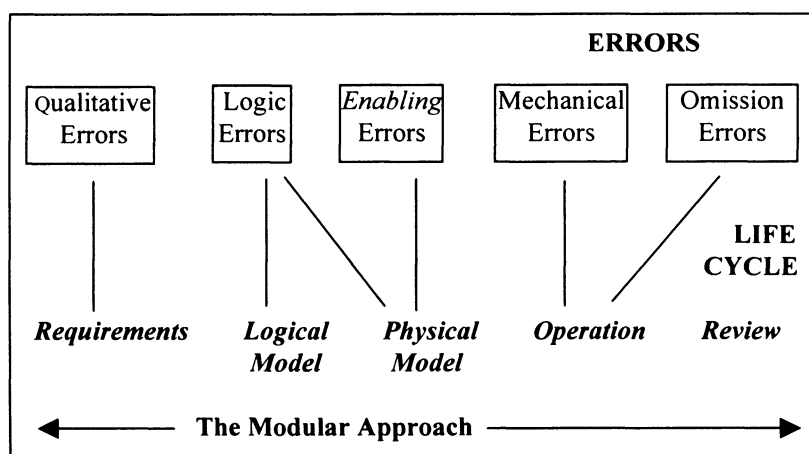 ERRORS
Qualitative
Errors
Logic
Errors
Enabling
Errors
Mechanical
Errors
Omission
Errors
LIFE
CYCLE
Requirements
Logical
Model
Physical
Model
Operation
Review
The Modular Approach